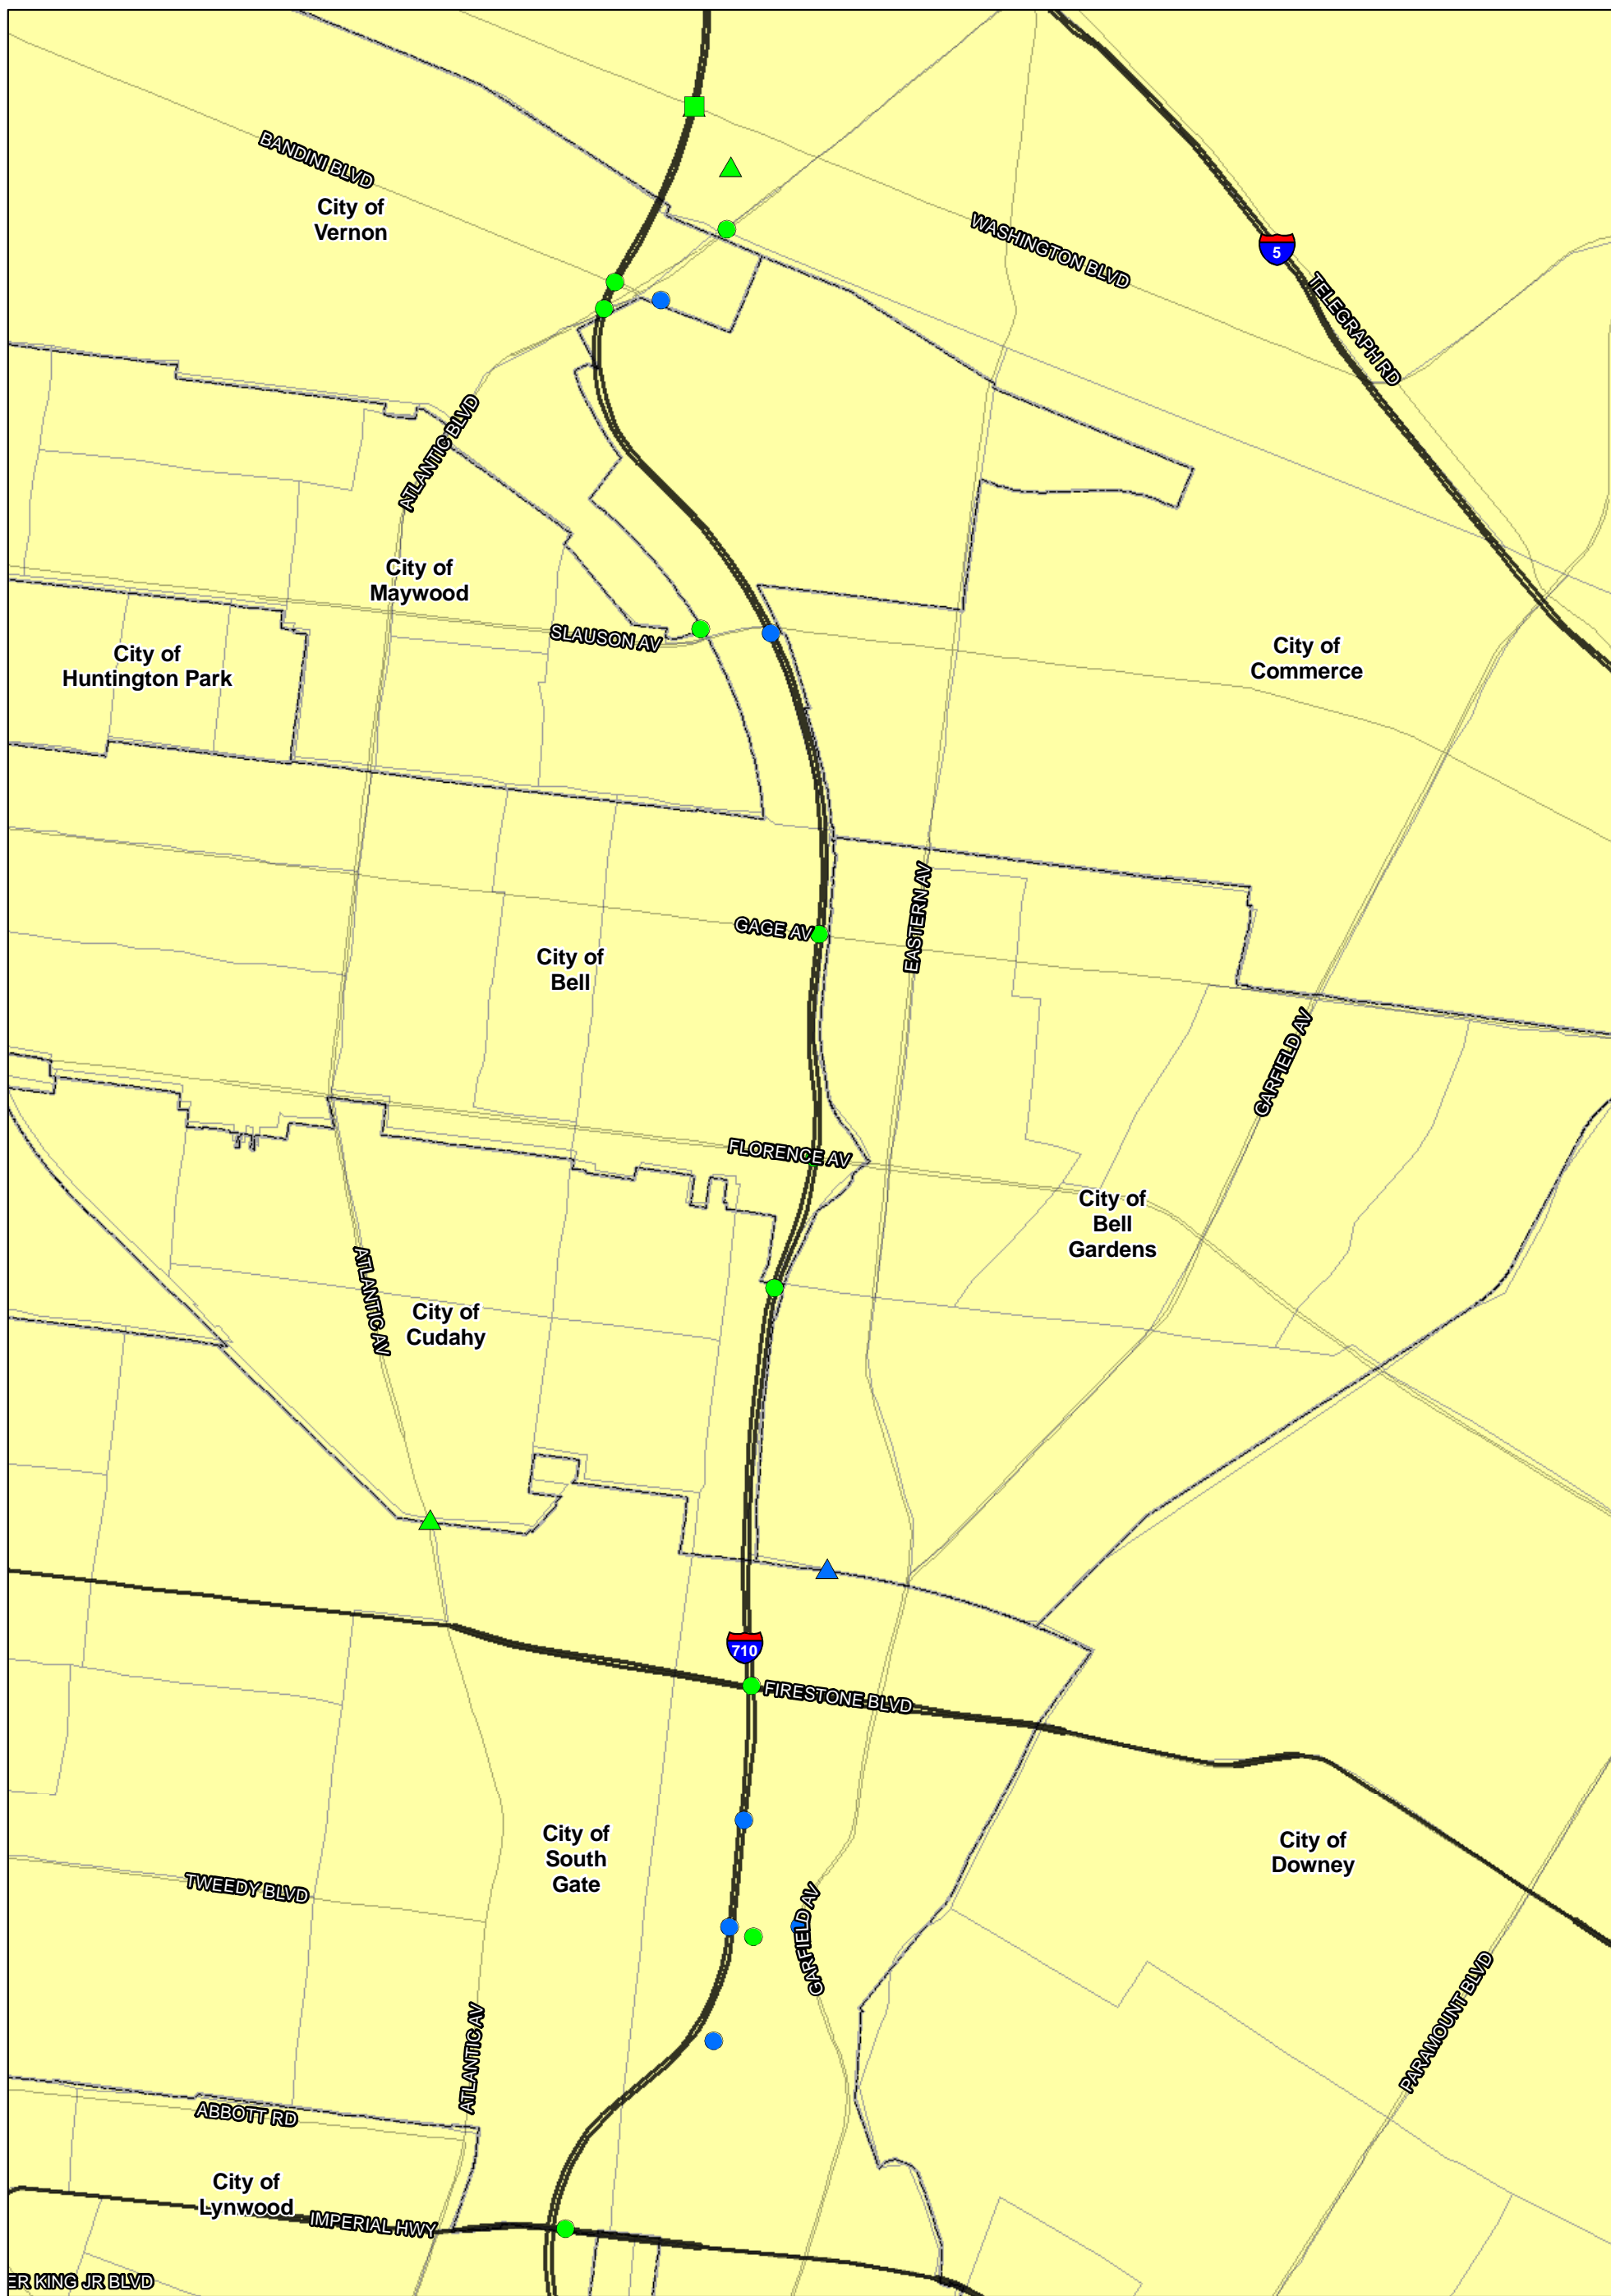 BANDINI BLVD
City of
Vernon
WASHINGTON BLVD
5
TELEGRAPH RD
ATLANTIC BLVD
City of
Maywood
SLAUSON AV
City of
Huntington Park
City of
Commerce
GAGE AV
EASTERN AV
City of
Bell
GARFIELD AV
FLORENCE AV
City of
Bell
Gardens
ATLANTIC AV
City of
Cudahy
710
FIRESTONE BLVD
City of
South
Gate
City of
Downey
TWEEDY BLVD
GARFIELD AV
PARAMOUNT BLVD
ATLANTIC AV
ABBOTT RD
City of
Lynwood
IMPERIAL HWY
ER KING JR BLVD